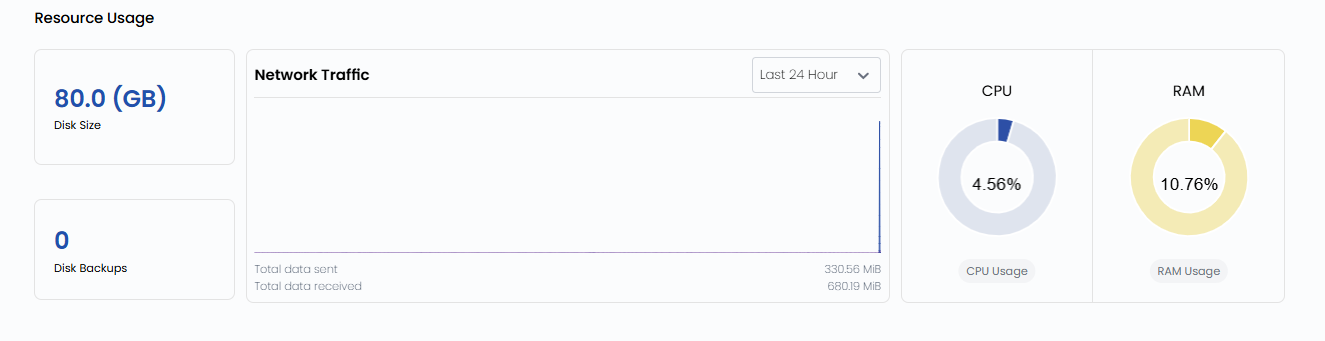 Resource Usage
80.0 (GB)
Disk Size
0
Disk Backups
Network Traffic
Last 24 Hour
Total data sent 330.56 MiB
Total data received 680.19 MiB
CPU
4.56%
CPU Usage
RAM
10.76%
RAM Usage